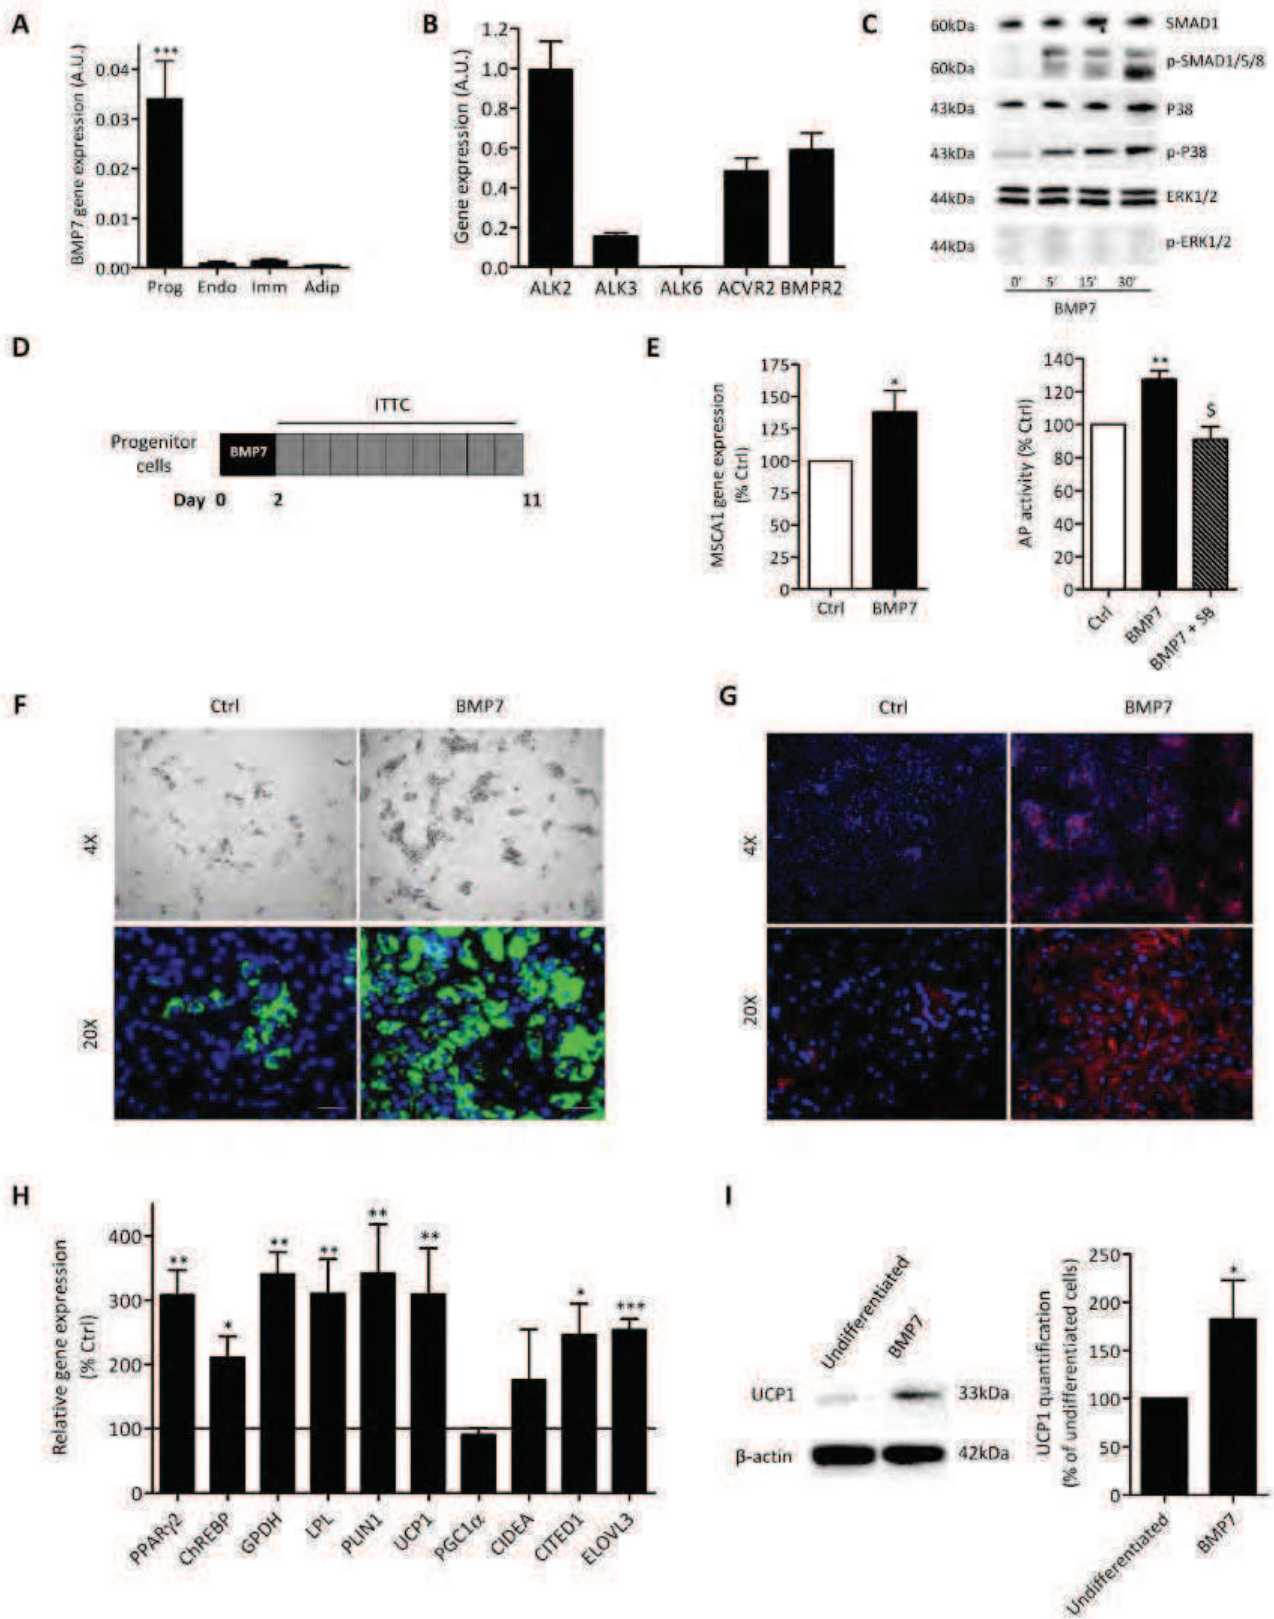 A
BMP7 gene expression (A.U.)
0.04
0.03
0.02
0.01
0.00
***
Prog Endo Imm Adip
B
Gene expression (A.U.)
1.2
1.0
0.8
0.6
0.4
0.2
0.0
ALK2 ALK3 ALK6 ACVR2 BMPR2
C
60kDa SMAD1
60kDa p-SMAD1/5/8
43kDa P38
43kDa p-P38
44kDa ERK1/2
44kDa p-ERK1/2
0' 5' 15' 30'
BMP7
D
ITTC
Progenitor
cells
BMP7
Day 0 2 11
E
MSCA1 gene expression
(% Ctrl)
175
150
125
100
75
50
25
0
*
Ctrl BMP7
AP activity (% Ctrl)
140
120
100
80
60
40
20
0
**
$
Ctrl
BMP7
BMP7 + SB
F
Ctrl BMP7
4X
20X
G
Ctrl BMP7
4X
20X
H
Relative gene expression
(% Ctrl)
400
300
200
100
0
** * ** ** ** ** * ***
PPARγ2
ChREBP
GPDH
LPL
PLIN1
UCP1
PGC1α
CIDEA
CITED1
ELOVL3
I
Undifferentiated
BMP7
UCP1 33kDa
β-actin 42kDa
UCP1 quantification
(% of undifferentiated cells)
250
200
150
100
50
0
*
Undifferentiated
BMP7